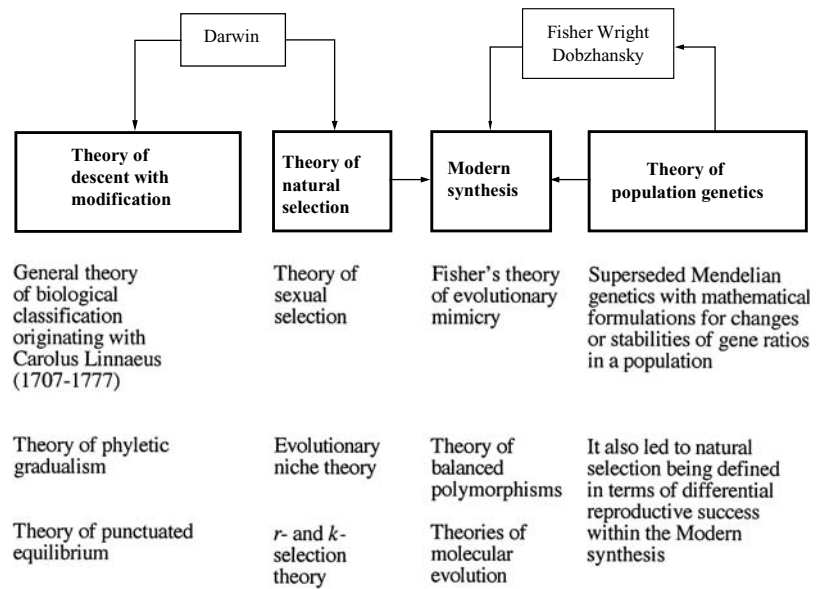 Darwin
Fisher Wright
Dobzhansky
Theory of
descent with
modification
Theory of
natural
selection
Modern
synthesis
Theory of
population genetics
General theory
of biological
classification
originating with
Carolus Linnaeus
(1707-1777)
Theory of
sexual
selection
Fisher's theory
of evolutionary
mimicry
Superseded Mendelian
genetics with mathematical
formulations for changes
or stabilities of gene ratios
in a population
Theory of phyletic
gradualism
Evolutionary
niche theory
Theory of
balanced
polymorphisms
It also led to natural
selection being defined
in terms of differential
reproductive success
within the Modern
synthesis
Theory of punctuated
equilibrium
r- and k-
selection
theory
Theories of
molecular
evolution